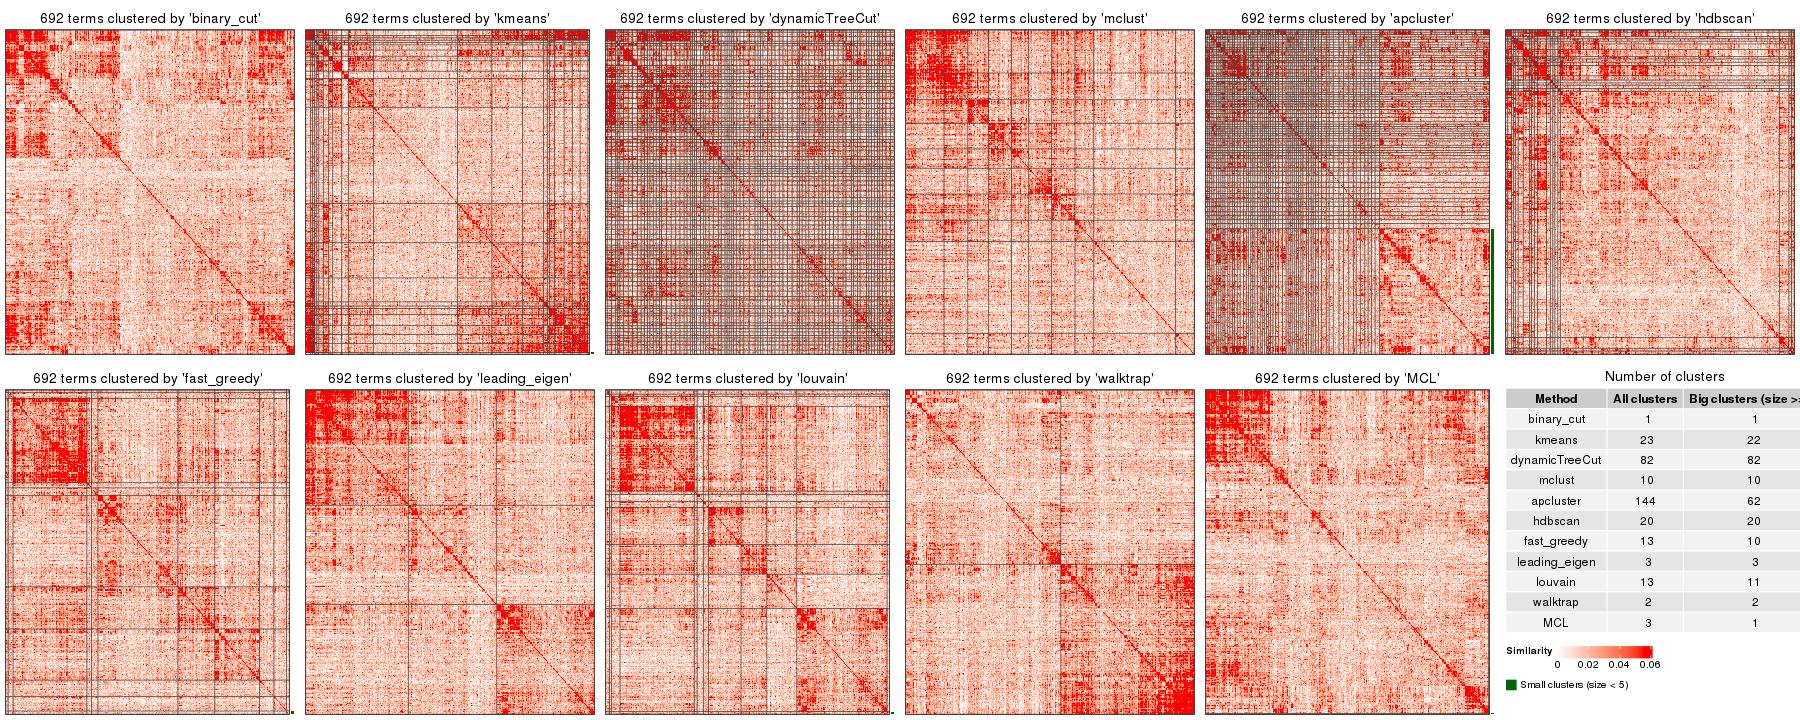 692 terms clustered by 'binary_cut'
692 terms clustered by 'kmeans'
692 terms clustered by 'dynamicTreeCut'
692 terms clustered by 'mclust'
692 terms clustered by 'apcluster'
692 terms clustered by 'hdbscan'
692 terms clustered by 'fast_greedy'
692 terms clustered by 'leading_eigen'
692 terms clustered by 'louvain'
692 terms clustered by 'walktrap'
692 terms clustered by 'MCL'
Number of clusters
Method All clusters Big clusters (size >=
binary_cut 1 1
kmeans 23 22
dynamicTreeCut 82 82
mclust 10 10
apcluster 144 62
hdbscan 20 20
fast_greedy 13 10
leading_eigen 3 3
louvain 13 11
walktrap 2 2
MCL 3 1
Similarity
0 0.02 0.04 0.06
Small clusters (size < 5)